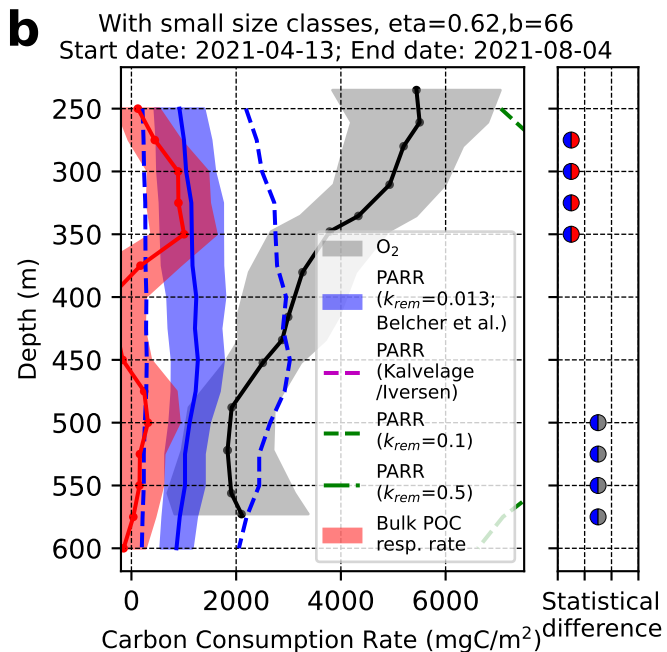 b
With small size classes, eta=0.62,b=66
Start date: 2021-04-13; End date: 2021-08-04
Depth (m)
250
300
350
400
450
500
550
600
O₂
PARR
(kᵣₑₘ=0.013;
Belcher et al.)
PARR
(Kalvelage
/Iversen)
PARR
(kᵣₑₘ=0.1)
PARR
(kᵣₑₘ=0.5)
Bulk POC
resp. rate
0 2000 4000 6000
Carbon Consumption Rate (mgC/m²)
Statistical
difference